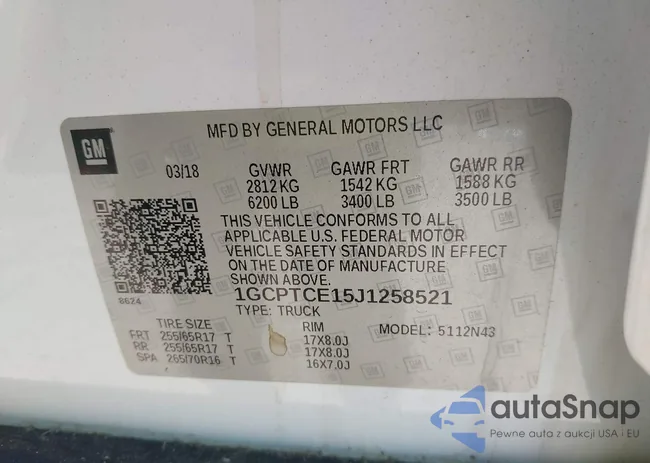 GM
MFD BY GENERAL MOTORS LLC
03/18 GVWR GAWR FRT GAWR RR
2812 KG 1542 KG 1588 KG
6200 LB 3400 LB 3500 LB
THIS VEHICLE CONFORMS TO ALL
APPLICABLE U.S. FEDERAL MOTOR
VEHICLE SAFETY STANDARDS IN EFFECT
ON THE DATE OF MANUFACTURE
SHOWN ABOVE.
8624
1GCPTCE15J1258521
TYPE: TRUCK
TIRE SIZE RIM MODEL: 5112N43
FRT 255/65R17 T 17X8.0J
RR 255/65R17 T 17X8.0J
SPA 265/70R16 T 16X7.0J
autaSnap
Pewne auta z aukcji USA i EU